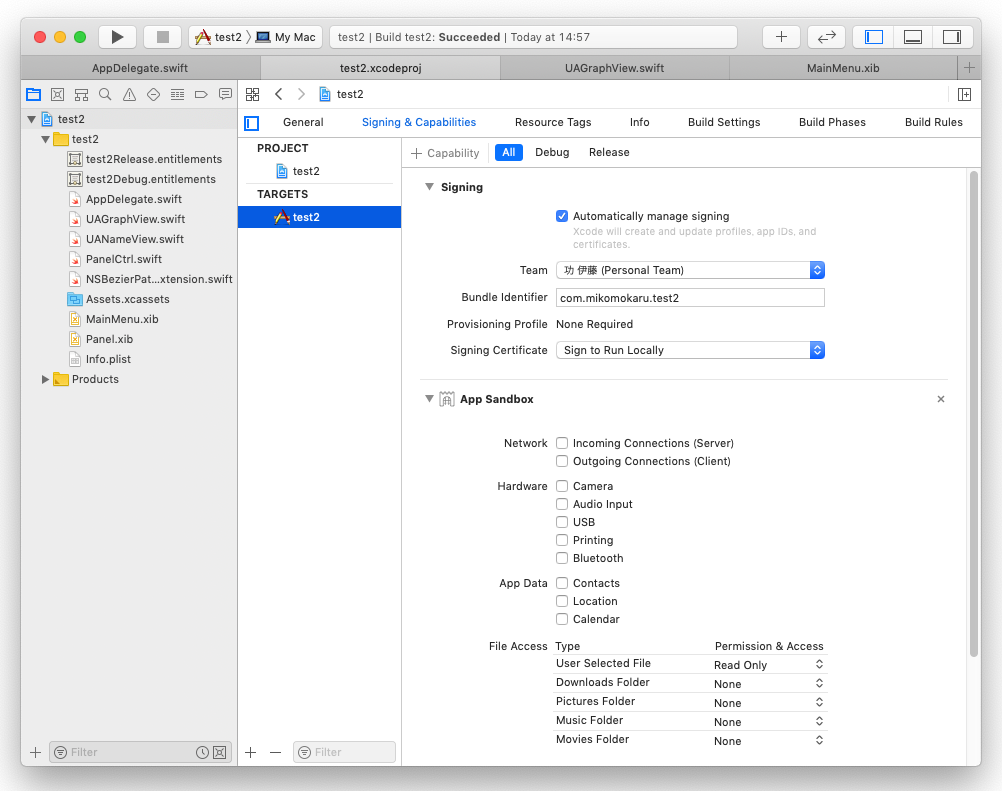 test2 〉 My Mac
test2 | Build test2: Succeeded | Today at 14:57
AppDelegate.swift
test2.xcodeproj
UAGraphView.swift
MainMenu.xib
test2
test2
test2
test2Release.entitlements
test2Debug.entitlements
AppDelegate.swift
UAGraphView.swift
UANameView.swift
PanelCtrl.swift
NSBezierPat...xtension.swift
Assets.xcassets
MainMenu.xib
Panel.xib
Info.plist
Products
Filter
General
Signing & Capabilities
Resource Tags
Info
Build Settings
Build Phases
Build Rules
PROJECT
test2
TARGETS
test2
Filter
+ Capability
All
Debug
Release
Signing
Automatically manage signing
Xcode will create and update profiles, app IDs, and
certificates.
Team 功 伊藤 (Personal Team)
Bundle Identifier com.mikomokaru.test2
Provisioning Profile None Required
Signing Certificate Sign to Run Locally
App Sandbox
Network Incoming Connections (Server)
Outgoing Connections (Client)
Hardware Camera
Audio Input
USB
Printing
Bluetooth
App Data Contacts
Location
Calendar
File Access Type Permission & Access
User Selected File Read Only
Downloads Folder None
Pictures Folder None
Music Folder None
Movies Folder None